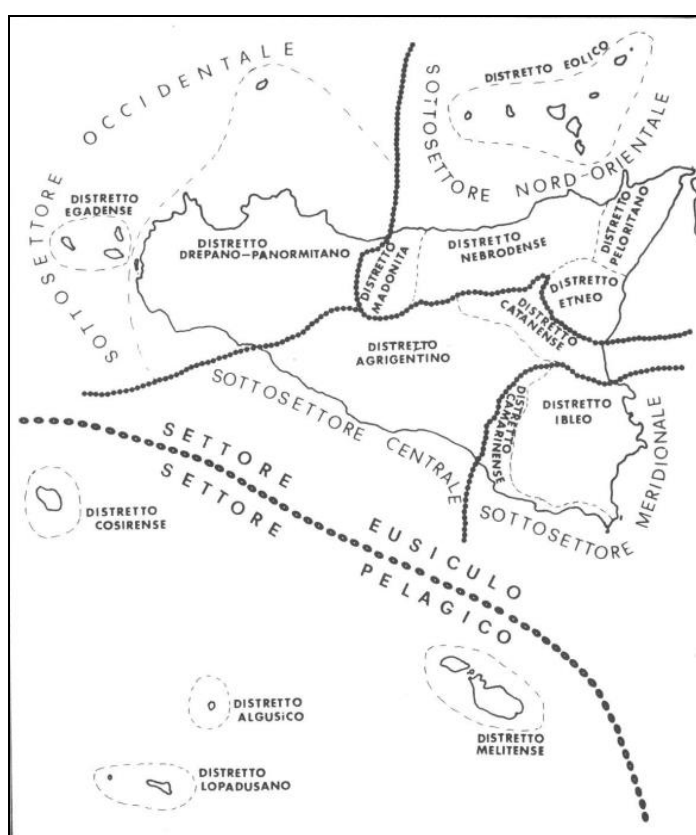 SOTTOSETTORE OCCIDENTALE
SOTTOSETTORE NORD-ORIENTALE
DISTRETTO EOLICO
DISTRETTO
EGADENSE
DISTRETTO
DREPANO-PANORMITANO
DISTRETTO
MADONITA
DISTRETTO
NEBRODENSE
DISTRETTO
PELORITANO
DISTRETTO
ETNEO
DISTRETTO
CATANENSE
DISTRETTO
AGRIGENTINO
DISTRETTO
CAMARINENSE
DISTRETTO
IBLEO
SOTTOSETTORE CENTRALE
SOTTOSETTORE MERIDIONALE
SETTORE EUSICULO
SETTORE PELAGICO
DISTRETTO
COSIRENSE
DISTRETTO
ALGUSiCO
DISTRETTO
LOPADUSANO
DISTRETTO
MELITENSE